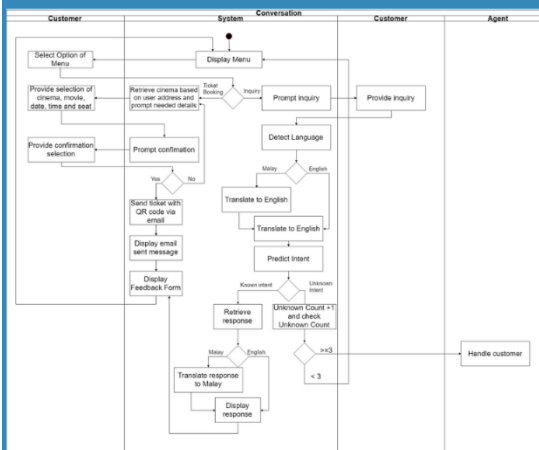 Conversation
Customer
System
Customer
Agent
Display Menu
Select Option of
Menu
Ticket
Booking
Inquiry
Provide selection of
cinema, movie,
date, time and seat
Retrieve cinema based
on user address and
prompt needed details
Prompt inquiry
Provide inquiry
Detect Language
Provide confirmation
selection
Prompt confimation
Malay
English
Yes
No
Translate to English
Send ticket with
QR code via
email
Translate to English
Display email
sent message
Predict Intent
Display
Feedback Form
Known intent
Unknown
Intent
Retrieve
response
Unknown Count +1
and check
Unknown Count
Malay
English
>=3
Handle customer
< 3
Translate response
to Malay
Display
response